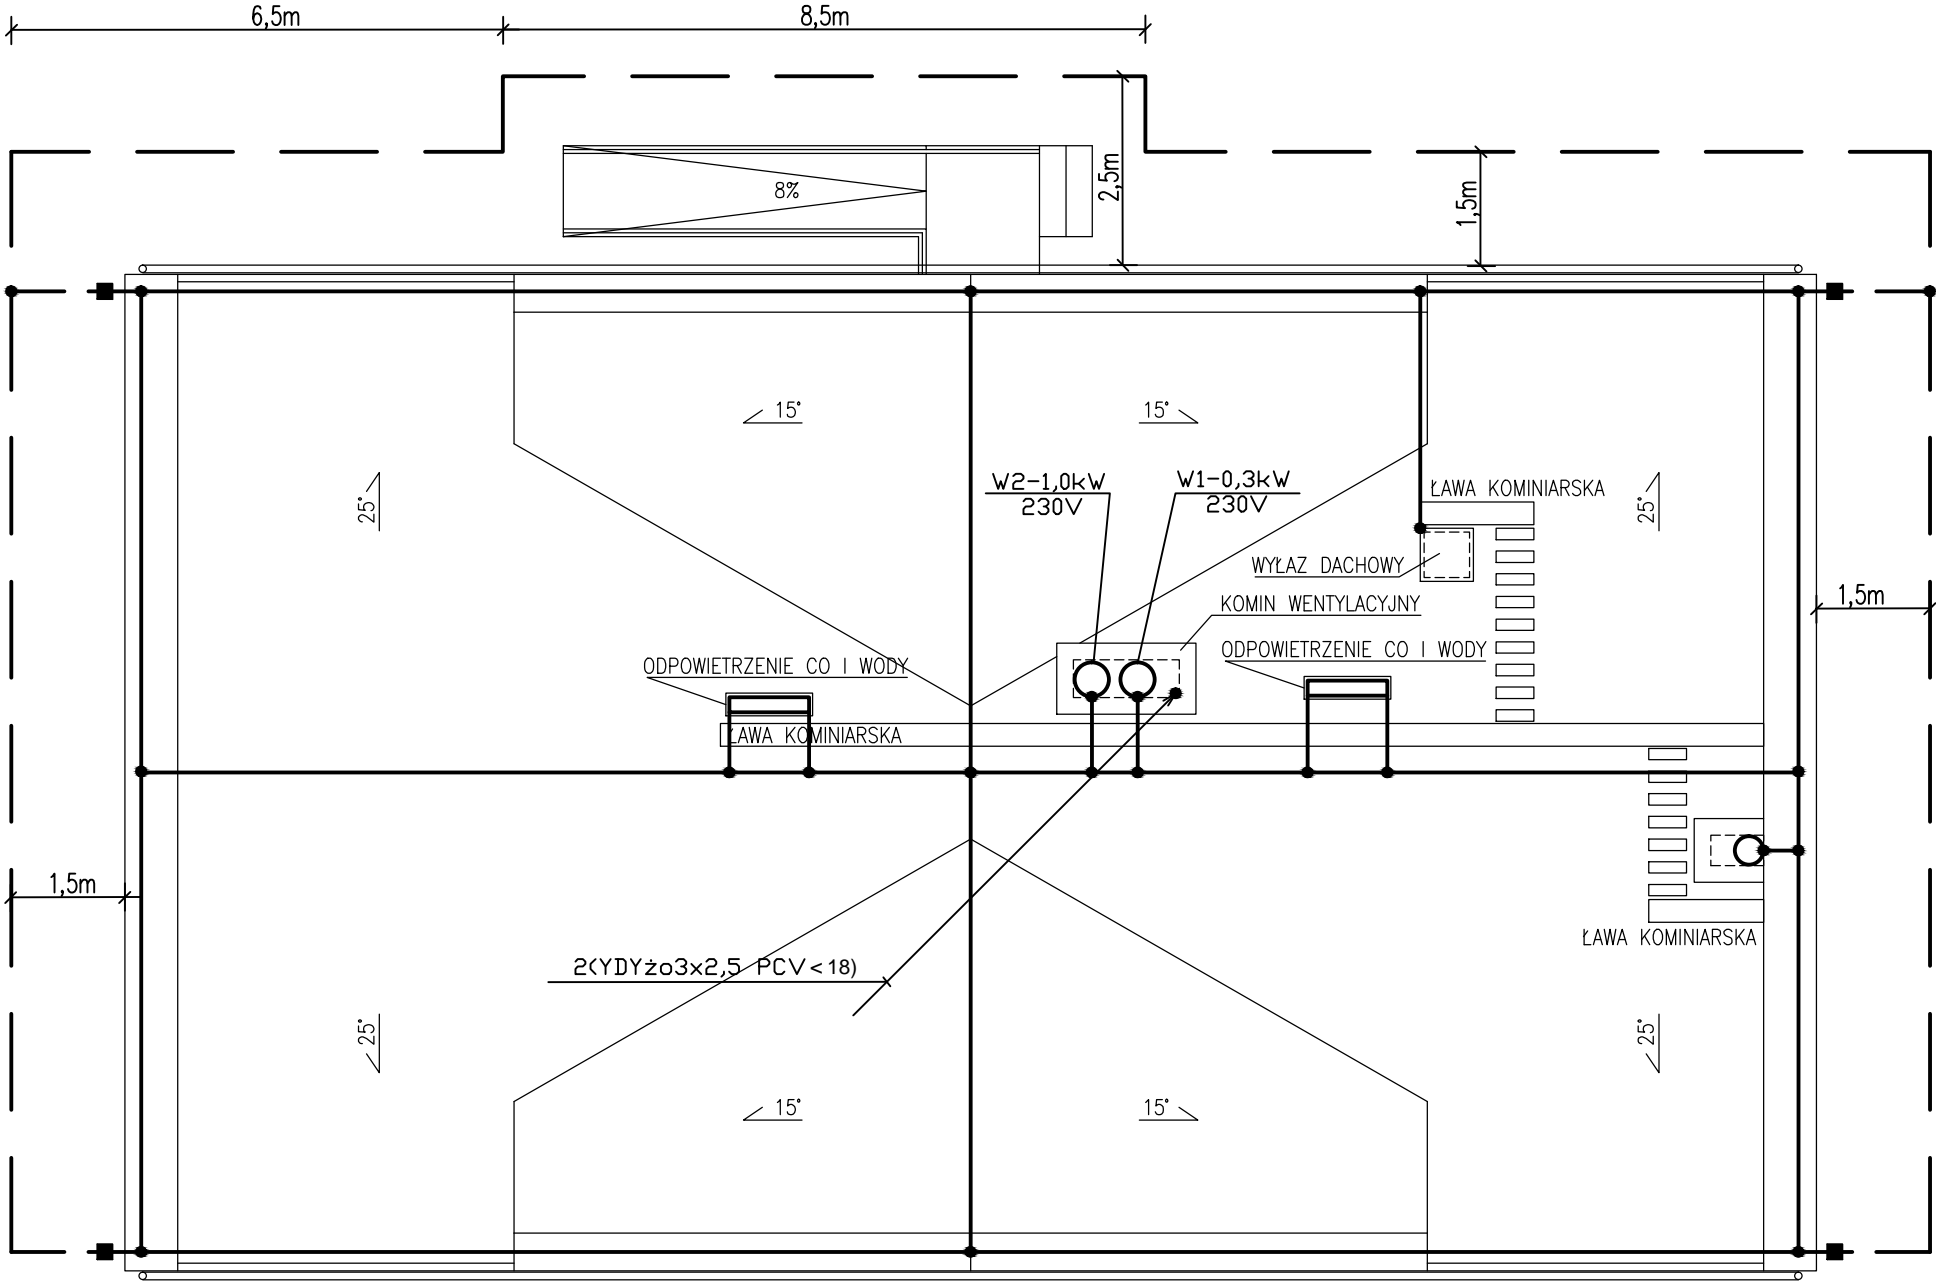 6,5m
8,5m
8%
2,5m
1,5m
15°
15°
25°
W2-1,0kW
230V
W1-0,3kW
230V
ŁAWA KOMINIARSKA
25°
WYŁAZ DACHOWY
KOMIN WENTYLACYJNY
1,5m
ODPOWIETRZENIE CO I WODY
ODPOWIETRZENIE CO I WODY
ŁAWA KOMINIARSKA
1,5m
ŁAWA KOMINIARSKA
2(YDYżo3x2,5 PCV<18)
25°
25°
15°
15°